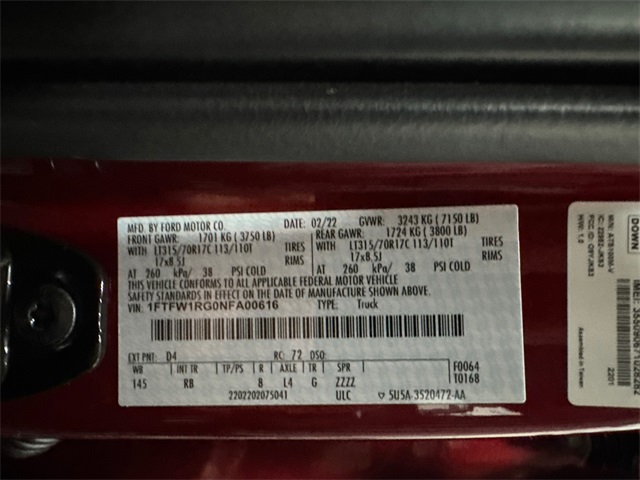 MFD. BY FORD MOTOR CO.
DATE: 02/22 GVWR: 3243 KG ( 7150 LB)
FRONT GAWR: 1701 KG ( 3750 LB)
REAR GAWR: 1724 KG ( 3800 LB)
WITH LT315/70R17C 113/110T TIRES
WITH LT315/70R17C 113/110T TIRES
17x8.5J RIMS
17x8.5J RIMS
AT 260 kPa/ 38 PSI COLD
AT 260 kPa/ 38 PSI COLD
THIS VEHICLE CONFORMS TO ALL APPLICABLE FEDERAL MOTOR VEHICLE
SAFETY STANDARDS IN EFFECT ON THE DATE OF MANUFACTURE SHOWN ABOVE.
VIN: 1FTFW1RG0NFA00616 TYPE: Truck
EXT PNT: D4 RC: 72 DSO:
WB INT TR TP/PS R AXLE TR SPR F0064
145 RB 8 L4 G ZZZZ T0168
2202202075041 ULC 5U5A-3520472-AA
DOWN
HW: 1.0
Assembled in Taiwan
2201